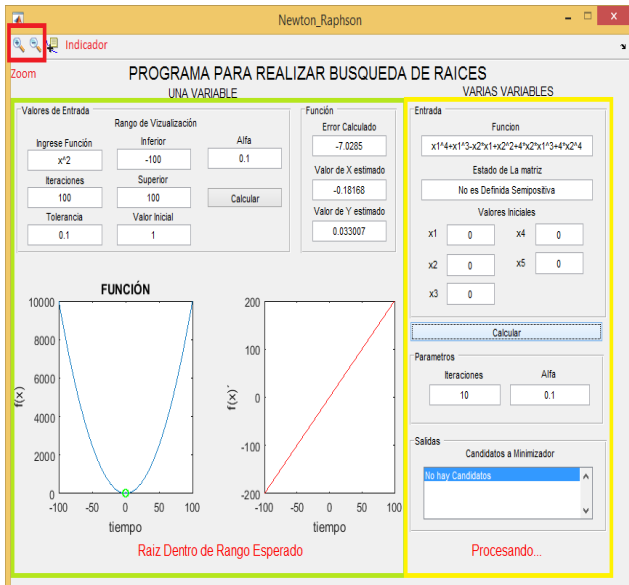 Newton_Raphson
Indicador
Zoom
PROGRAMA PARA REALIZAR BUSQUEDA DE RAICES
UNA VARIABLE
VARIAS VARIABLES
Valores de Entrada
Rango de Vizualización
Ingrese Función
Inferior
Alfa
x^2
-100
0.1
Iteraciones
Superior
100
100
Calcular
Tolerancia
Valor Inicial
0.1
1
Función
Error Calculado
-7.0285
Valor de X estimado
-0.18168
Valor de Y estimado
0.033007
FUNCIÓN
10000
8000
6000
4000
2000
0
f(x)
-100
-50
0
50
100
tiempo
200
100
0
-100
-200
f(x)´
-100
-50
0
50
100
tiempo
Raiz Dentro de Rango Esperado
Entrada
Funcion
x1^4+x1^3-x2*x1+x2^2+4*x2*x1^3+4*x2^4
Estado de La matriz
No es Definida Semipositiva
Valores Iniciales
x1 0 x4 0
x2 0 x5 0
x3 0
Calcular
Parametros
Iteraciones
Alfa
10
0.1
Salidas
Candidatos a Minimizador
No hay Candidatos
Procesando...